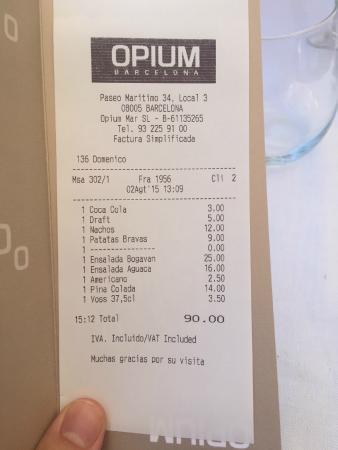 OPIUM
BARCELONA
Paseo Maritimo 34, Local 3
08005 BARCELONA
Opium Mar SL - B-61135265
Tel. 93 225 91 00
Factura Simplificada
136 Domenico
Msa 302/1 Fra 1956 Cli 2
02Agt'15 13:09
1 Coca Cola 3.00
1 Draft 5.00
1 Nachos 12.00
1 Patatas Bravas 9.00
1 ---------------- 0.00
1 Ensalada Bogavan 25.00
1 Ensalada Aguaca 16.00
1 Americano 2.50
1 Pina Colada 14.00
1 Voss 37,5cl 3.50
15:12 Total 90.00
IVA. Incluido/VAT Included
Muchas gracias por su visita
OPIUM